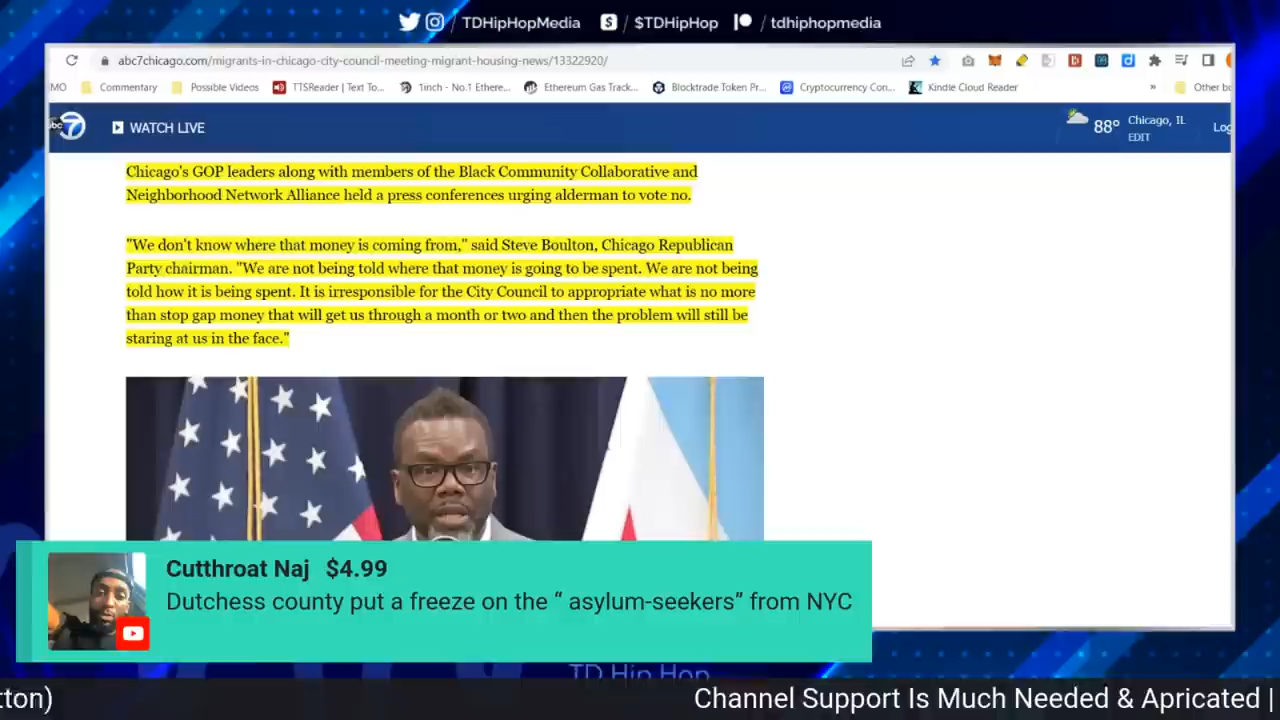 / TDHipHopMedia $ / $TDHipHop / tdhiphopmedia
abc7chicago.com/migrants-in-chicago-city-council-meeting-migrant-housing-news/13322920/
MO Commentary Possible Videos TTSReader | Text To... 1inch - No.1 Ethere... Ethereum Gas Track... Blocktrade Token Pr... Cryptocurrency Con... Kindle Cloud Reader » Other bo
abc 7 WATCH LIVE 88° Chicago, IL Log
EDIT
Chicago's GOP leaders along with members of the Black Community Collaborative and
Neighborhood Network Alliance held a press conferences urging alderman to vote no.
"We don't know where that money is coming from," said Steve Boulton, Chicago Republican
Party chairman. "We are not being told where that money is going to be spent. We are not being
told how it is being spent. It is irresponsible for the City Council to appropriate what is no more
than stop gap money that will get us through a month or two and then the problem will still be
staring at us in the face."
Cutthroat Naj $4.99
Dutchess county put a freeze on the “ asylum-seekers” from NYC
TD Hip Hop
tton) Channel Support Is Much Needed & Apricated |